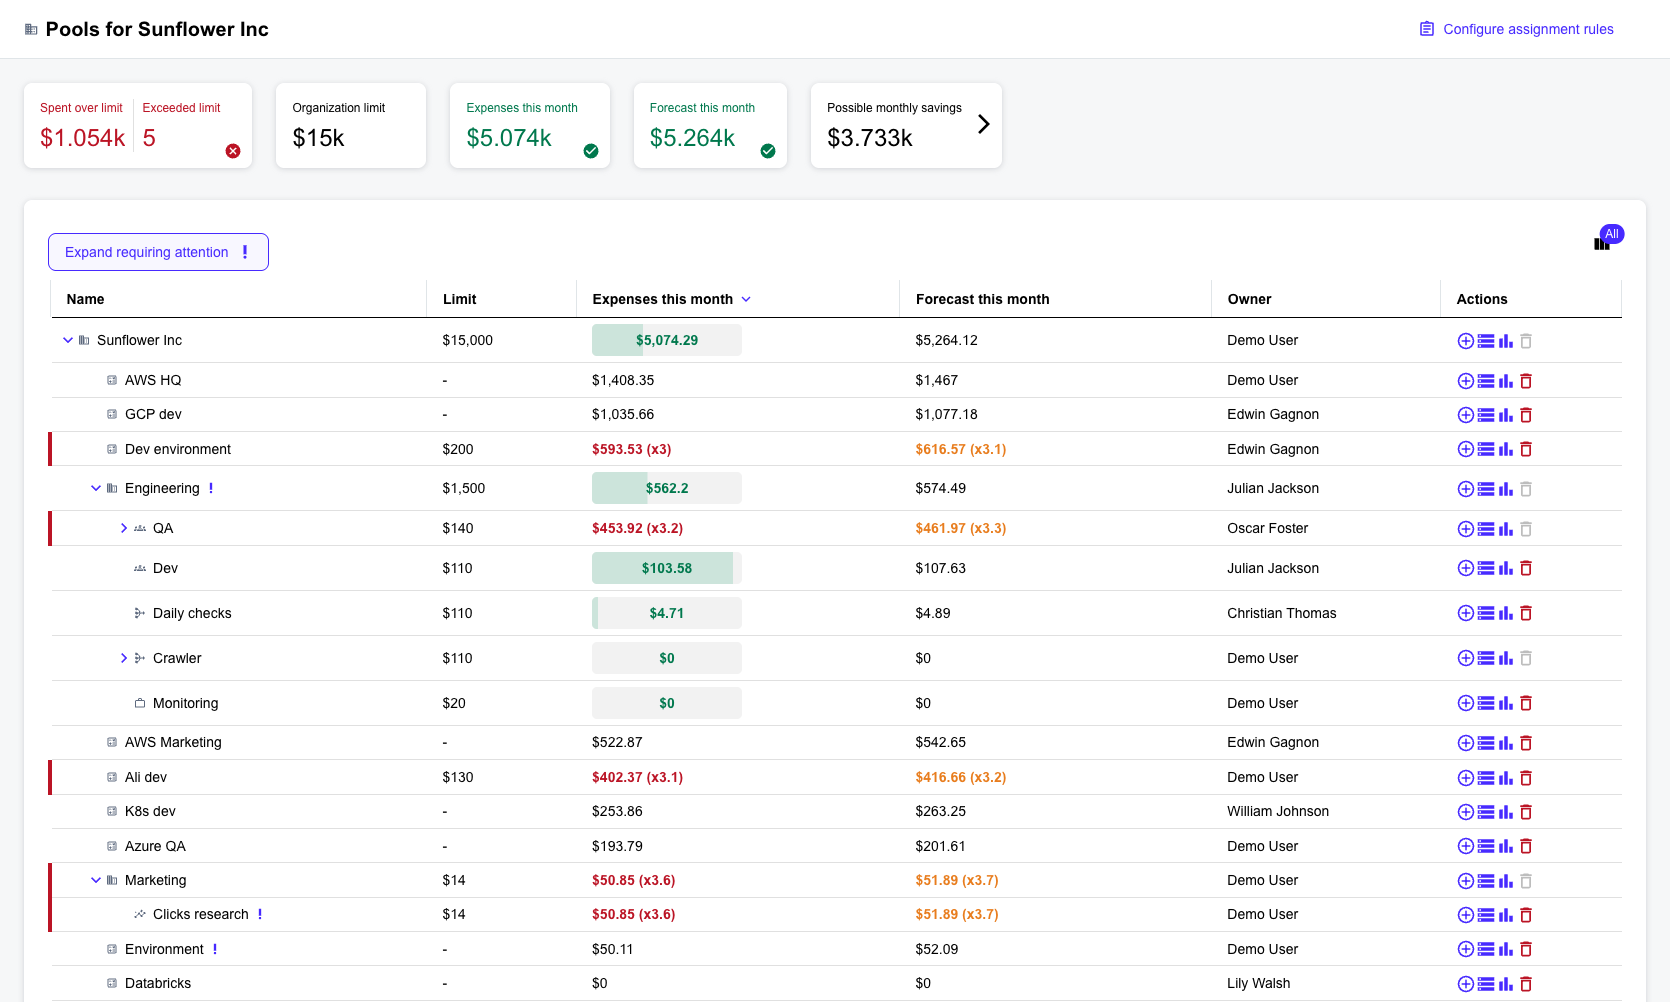 Pools for Sunflower Inc
Configure assignment rules
Spent over limit Exceeded limit Organization limit Expenses this month Forecast this month Possible monthly savings
$1.054k 5 $15k $5.074k $5.264k $3.733k
Expand requiring attention !
All
Name Limit Expenses this month Forecast this month Owner Actions
Sunflower Inc $15,000 $5,074.29 $5,264.12 Demo User
AWS HQ - $1,408.35 $1,467 Demo User
GCP dev - $1,035.66 $1,077.18 Edwin Gagnon
Dev environment $200 $593.53 (x3) $616.57 (x3.1) Edwin Gagnon
Engineering ! $1,500 $562.2 $574.49 Julian Jackson
QA $140 $453.92 (x3.2) $461.97 (x3.3) Oscar Foster
Dev $110 $103.58 $107.63 Julian Jackson
Daily checks $110 $4.71 $4.89 Christian Thomas
Crawler $110 $0 $0 Demo User
Monitoring $20 $0 $0 Demo User
AWS Marketing - $522.87 $542.65 Edwin Gagnon
Ali dev $130 $402.37 (x3.1) $416.66 (x3.2) Demo User
K8s dev - $253.86 $263.25 William Johnson
Azure QA - $193.79 $201.61 Demo User
Marketing $14 $50.85 (x3.6) $51.89 (x3.7) Demo User
Clicks research ! $14 $50.85 (x3.6) $51.89 (x3.7) Demo User
Environment ! - $50.11 $52.09 Demo User
Databricks - $0 $0 Lily Walsh